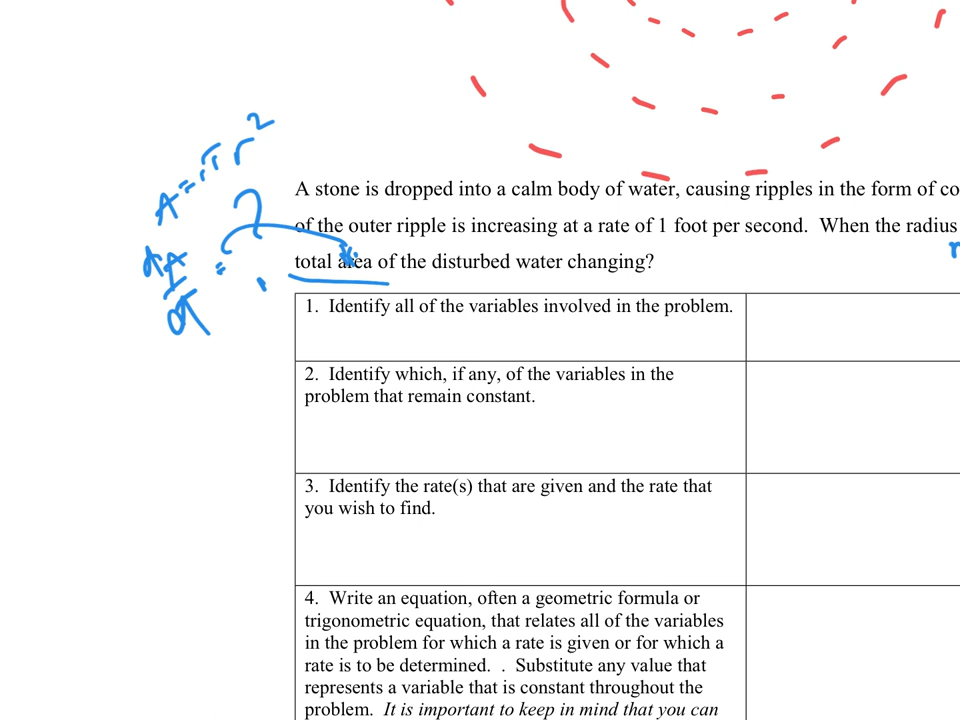 A = πr²
A stone is dropped into a calm body of water, causing ripples in the form of co
of the outer ripple is increasing at a rate of 1 foot per second. When the radius
r
total area of the disturbed water changing?
dA/dt = ?
1. Identify all of the variables involved in the problem.
2. Identify which, if any, of the variables in the
problem that remain constant.
3. Identify the rate(s) that are given and the rate that
you wish to find.
4. Write an equation, often a geometric formula or
trigonometric equation, that relates all of the variables
in the problem for which a rate is given or for which a
rate is to be determined. . Substitute any value that
represents a variable that is constant throughout the
problem. It is important to keep in mind that you can